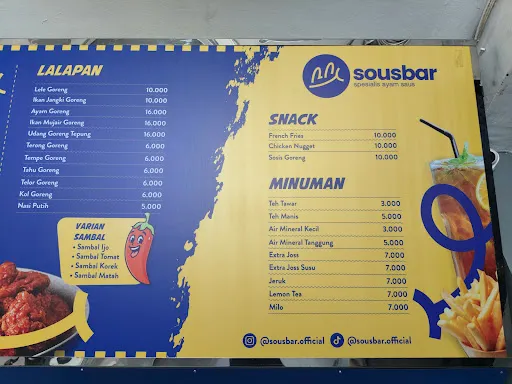 LALAPAN
Lele Goreng 10.000
Ikan Jangki Goreng 10.000
Ayam Goreng 16.000
Ikan Mujair Goreng 16.000
Udang Goreng Tepung 16.000
Terong Goreng 6.000
Tempe Goreng 6.000
Tahu Goreng 6.000
Telor Goreng 6.000
Kol Goreng 6.000
Nasi Putih 5.000
VARIAN
SAMBAL
• Sambal Ijo
• Sambal Tomat
• Sambal Korek
• Sambal Matah
sousbar
spesialis ayam saus
SNACK
French Fries 10.000
Chicken Nugget 10.000
Sosis Goreng 10.000
MINUMAN
Teh Tawar 3.000
Teh Manis 5.000
Air Mineral Kecil 3.000
Air Mineral Tanggung 5.000
Extra Joss 7.000
Extra Joss Susu 7.000
Jeruk 7.000
Lemon Tea 7.000
Milo 7.000
@sousbar.official @sousbar.official